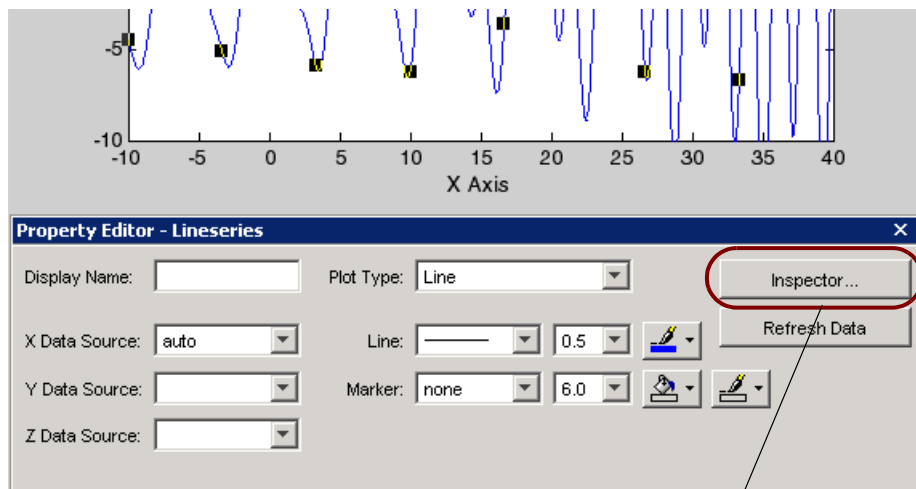 -5
-10
-10 -5 0 5 10 15 20 25 30 35 40
X Axis
Property Editor - Lineseries
Display Name: Plot Type: Line Inspector...
X Data Source: auto Line: 0.5 Refresh Data
Y Data Source: Marker: none 6.0
Z Data Source: